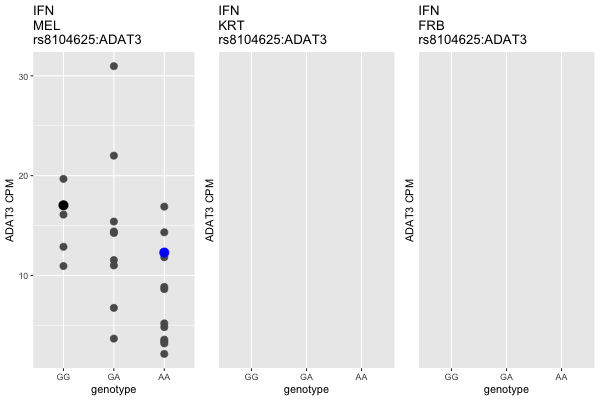 IFN
MEL
rs8104625:ADAT3
IFN
KRT
rs8104625:ADAT3
IFN
FRB
rs8104625:ADAT3
ADAT3 CPM
30
20
10
GG GA AA
genotype
ADAT3 CPM
GG GA AA
genotype
ADAT3 CPM
GG GA AA
genotype